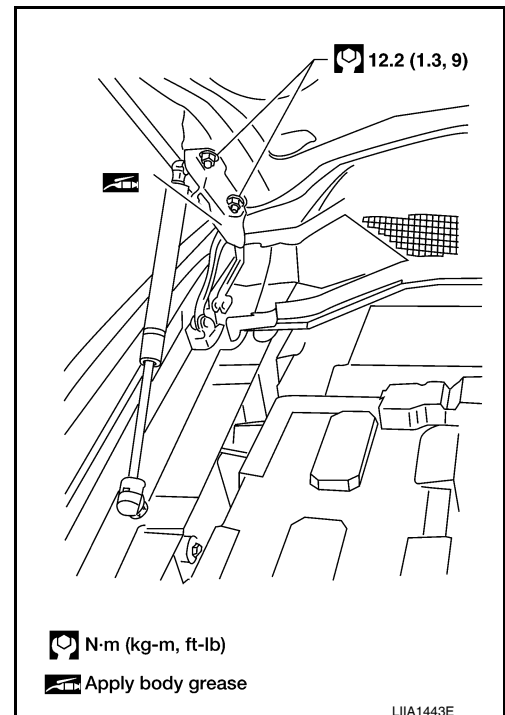 12.2 (1.3, 9)
N·m (kg-m, ft-lb)
Apply body grease
LIIA1443E